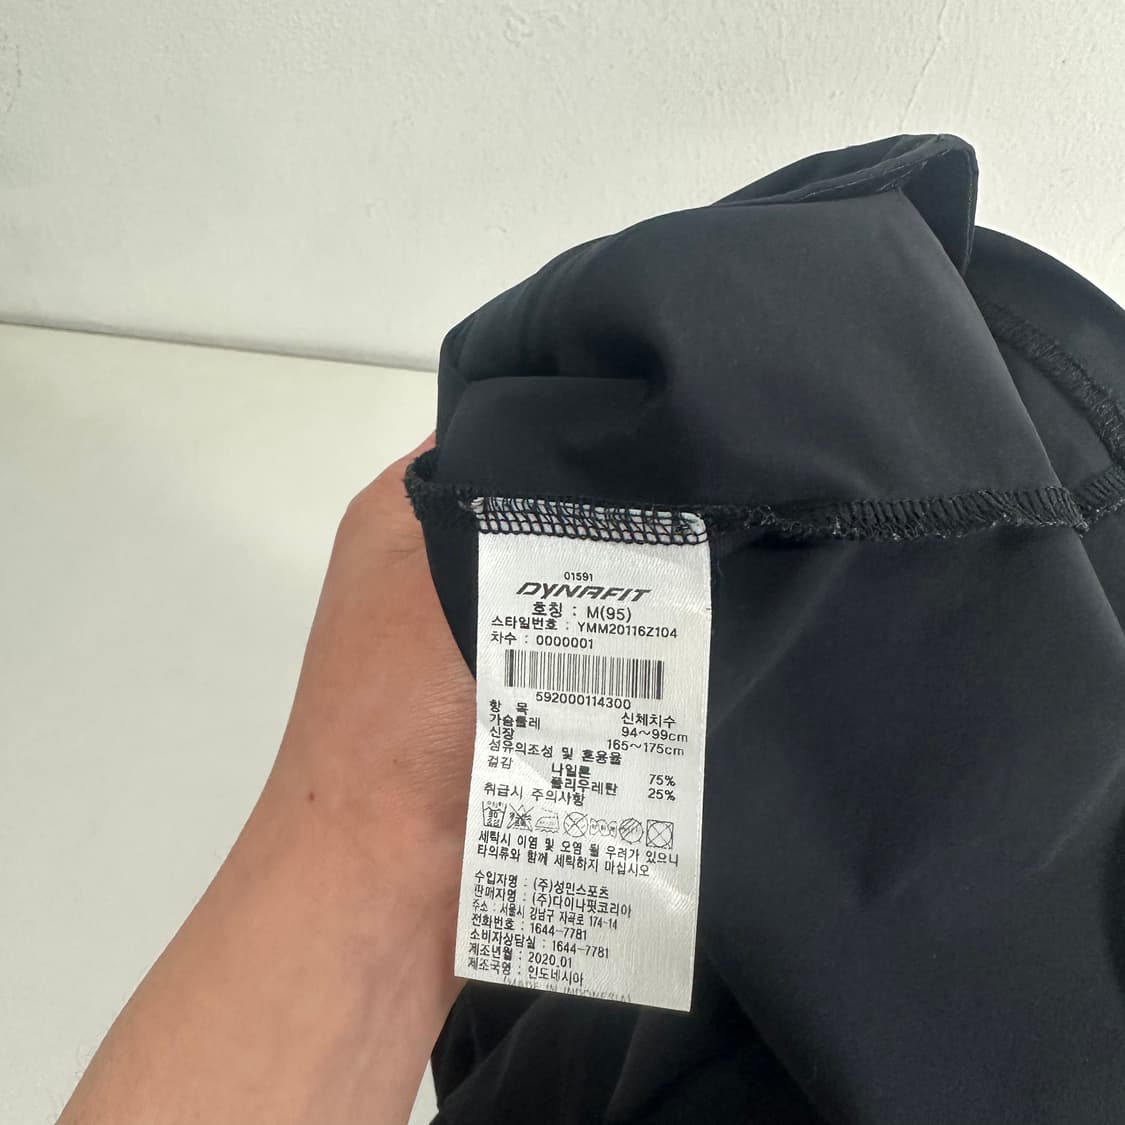 01591
DYNAFIT
호칭 : M(95)
스타일번호 : YMM20116Z104
차수 : 0000001
592000114300
항 목 신체치수
가슴둘레 94~99cm
신장 165~175cm
섬유의조성 및 혼용율
겉감 나일론 75%
폴리우레탄 25%
취급시 주의사항
세탁시 이염 및 오염 될 우려가 있으니
타의류와 함께 세탁하지 마십시오
수입자명 : (주)성민스포츠
판매자명 : (주)다이나핏코리아
주소 : 서울시 강남구 자곡로 174-14
전화번호 : 1644-7781
소비자상담실 : 1644-7781
제조년월 : 2020.01
제조국명 : 인도네시아
(MADE IN INDONESIA)